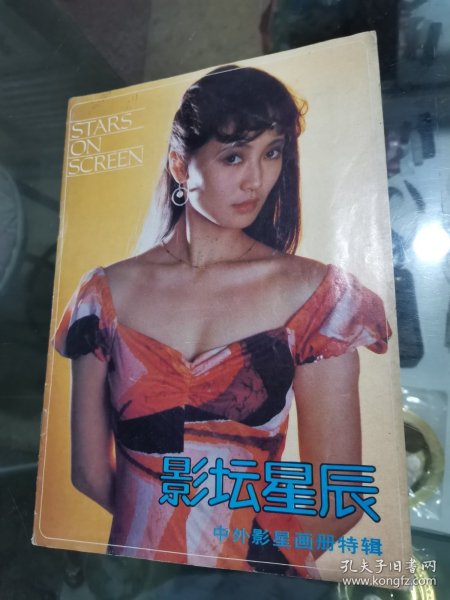 STARS
ON
SCREEN
影坛星辰
中外影星画册特辑
孔夫子旧书网
www.kongfz.com